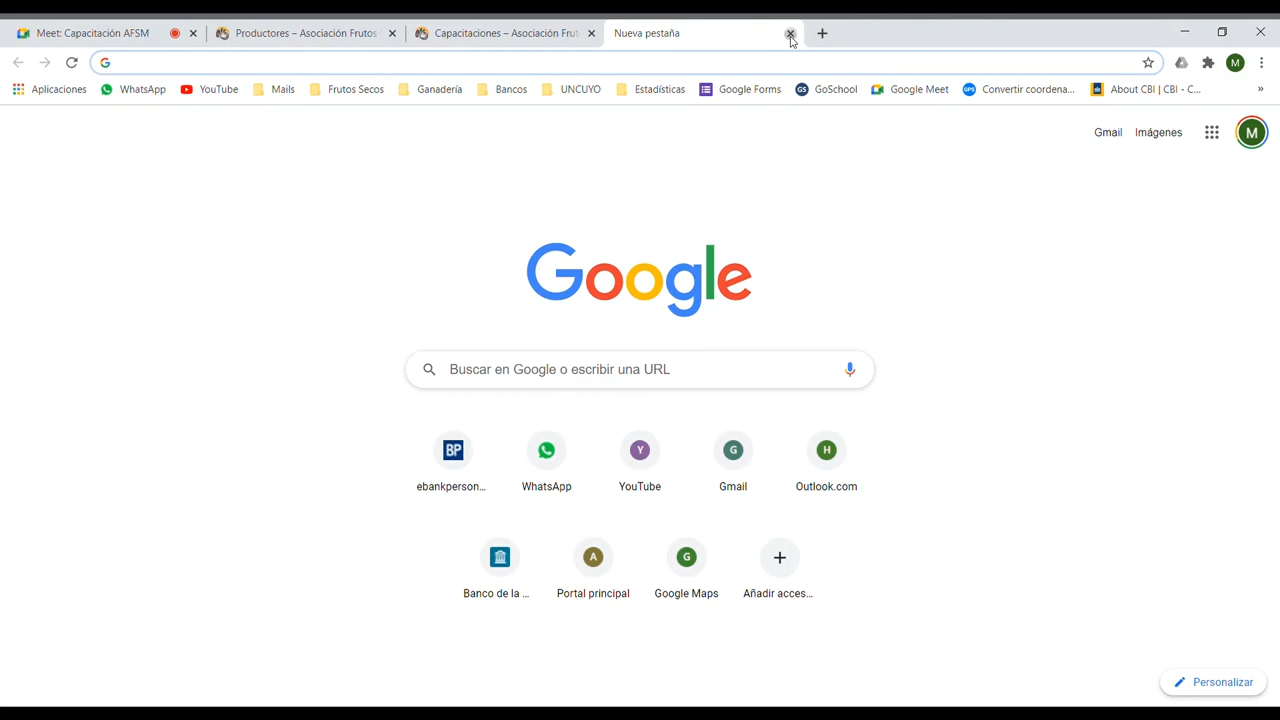 Meet: Capacitación AFSM
Productores – Asociación Frutos
Capacitaciones – Asociación Frut
Nueva pestaña
Aplicaciones
WhatsApp
YouTube
Mails
Frutos Secos
Ganadería
Bancos
UNCUYO
Estadísticas
Google Forms
GS GoSchool
Google Meet
GPS Convertir coordena...
About CBI | CBI - C...
M
Gmail
Imágenes
M
Google
Buscar en Google o escribir una URL
BP
Y
G
H
ebankperson...
WhatsApp
YouTube
Gmail
Outlook.com
A
G
Banco de la ...
Portal principal
Google Maps
Añadir acces...
Personalizar